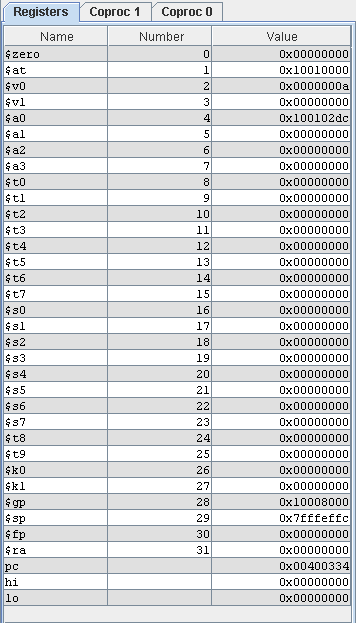 Registers Coproc 1 Coproc 0
Name Number Value
$zero 0 0x00000000
$at 1 0x10010000
$v0 2 0x0000000a
$v1 3 0x00000000
$a0 4 0x100102dc
$a1 5 0x00000000
$a2 6 0x00000000
$a3 7 0x00000000
$t0 8 0x00000000
$t1 9 0x00000000
$t2 10 0x00000000
$t3 11 0x00000000
$t4 12 0x00000000
$t5 13 0x00000000
$t6 14 0x00000000
$t7 15 0x00000000
$s0 16 0x00000000
$s1 17 0x00000000
$s2 18 0x00000000
$s3 19 0x00000000
$s4 20 0x00000000
$s5 21 0x00000000
$s6 22 0x00000000
$s7 23 0x00000000
$t8 24 0x00000000
$t9 25 0x00000000
$k0 26 0x00000000
$k1 27 0x00000000
$gp 28 0x10008000
$sp 29 0x7fffeffc
$fp 30 0x00000000
$ra 31 0x00000000
pc 0x00400334
hi 0x00000000
lo 0x00000000